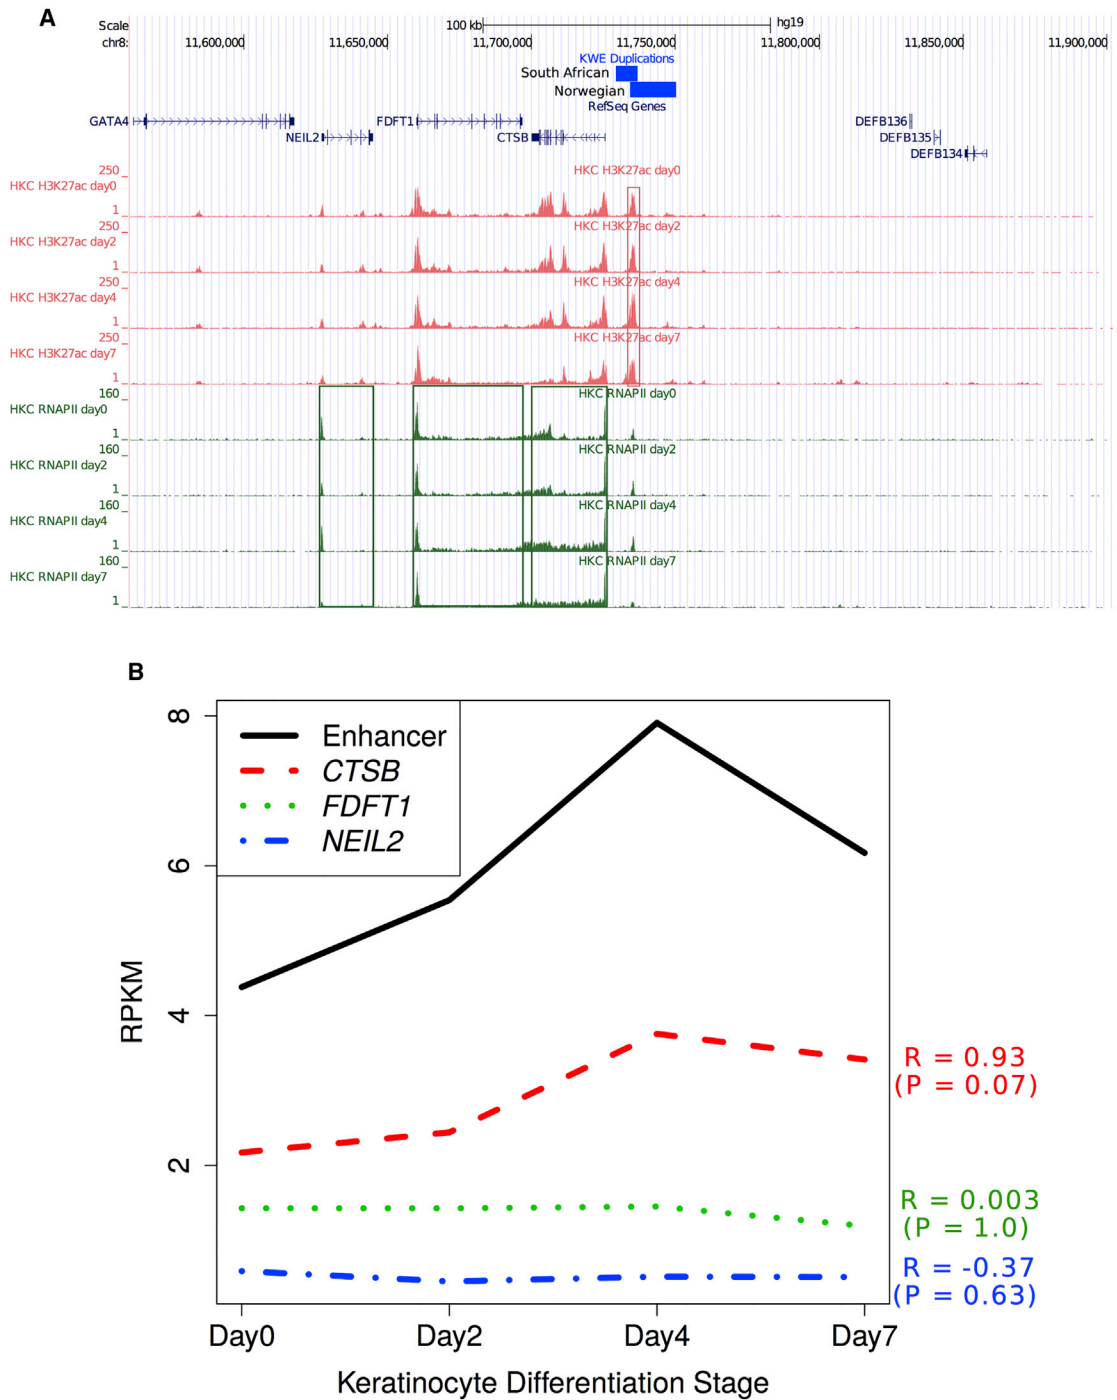 A
Scale
100 kb
hg19
chr8:
11,600,000
11,650,000
11,700,000
11,750,000
11,800,000
11,850,000
11,900,000
KWE Duplications
South African
Norwegian
RefSeq Genes
GATA4
FDFT1
DEFB136
NEIL2
CTSB
DEFB135
DEFB134
250
HKC H3K27ac day0
HKC H3K27ac day0
1
250
HKC H3K27ac day2
HKC H3K27ac day2
1
250
HKC H3K27ac day4
HKC H3K27ac day4
1
250
HKC H3K27ac day7
HKC H3K27ac day7
1
160
HKC RNAPII day0
HKC RNAPII day0
1
160
HKC RNAPII day2
HKC RNAPII day2
1
160
HKC RNAPII day4
HKC RNAPII day4
1
160
HKC RNAPII day7
HKC RNAPII day7
1
B
8
6
4
2
RPKM
Enhancer
CTSB
FDFT1
NEIL2
R = 0.93
(P = 0.07)
R = 0.003
(P = 1.0)
R = -0.37
(P = 0.63)
Day0
Day2
Day4
Day7
Keratinocyte Differentiation Stage